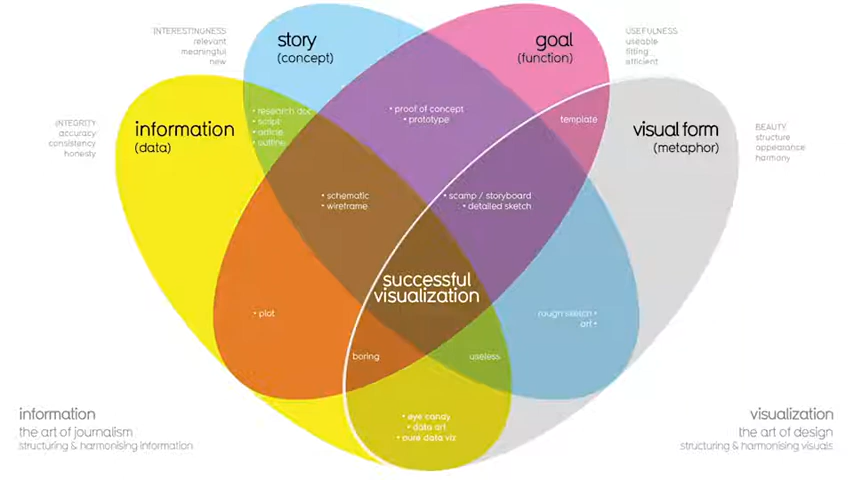 INTERESTINGNESS
relevant
meaningful
new
story
(concept)
goal
(function)
USEFULNESS
useable
fitting
efficient
INTEGRITY
accuracy
consistency
honesty
information
(data)
• research doc
• script
• article
• outline
• proof of concept
• prototype
template
visual form
(metaphor)
BEAUTY
structure
appearance
harmony
• schematic
• wireframe
• scamp / storyboard
• detailed sketch
successful
visualization
• plot
rough sketch •
art •
boring
useless
• eye candy
• data art
• pure data viz
information
the art of journalism
structuring & harmonising information
visualization
the art of design
structuring & harmonising visuals